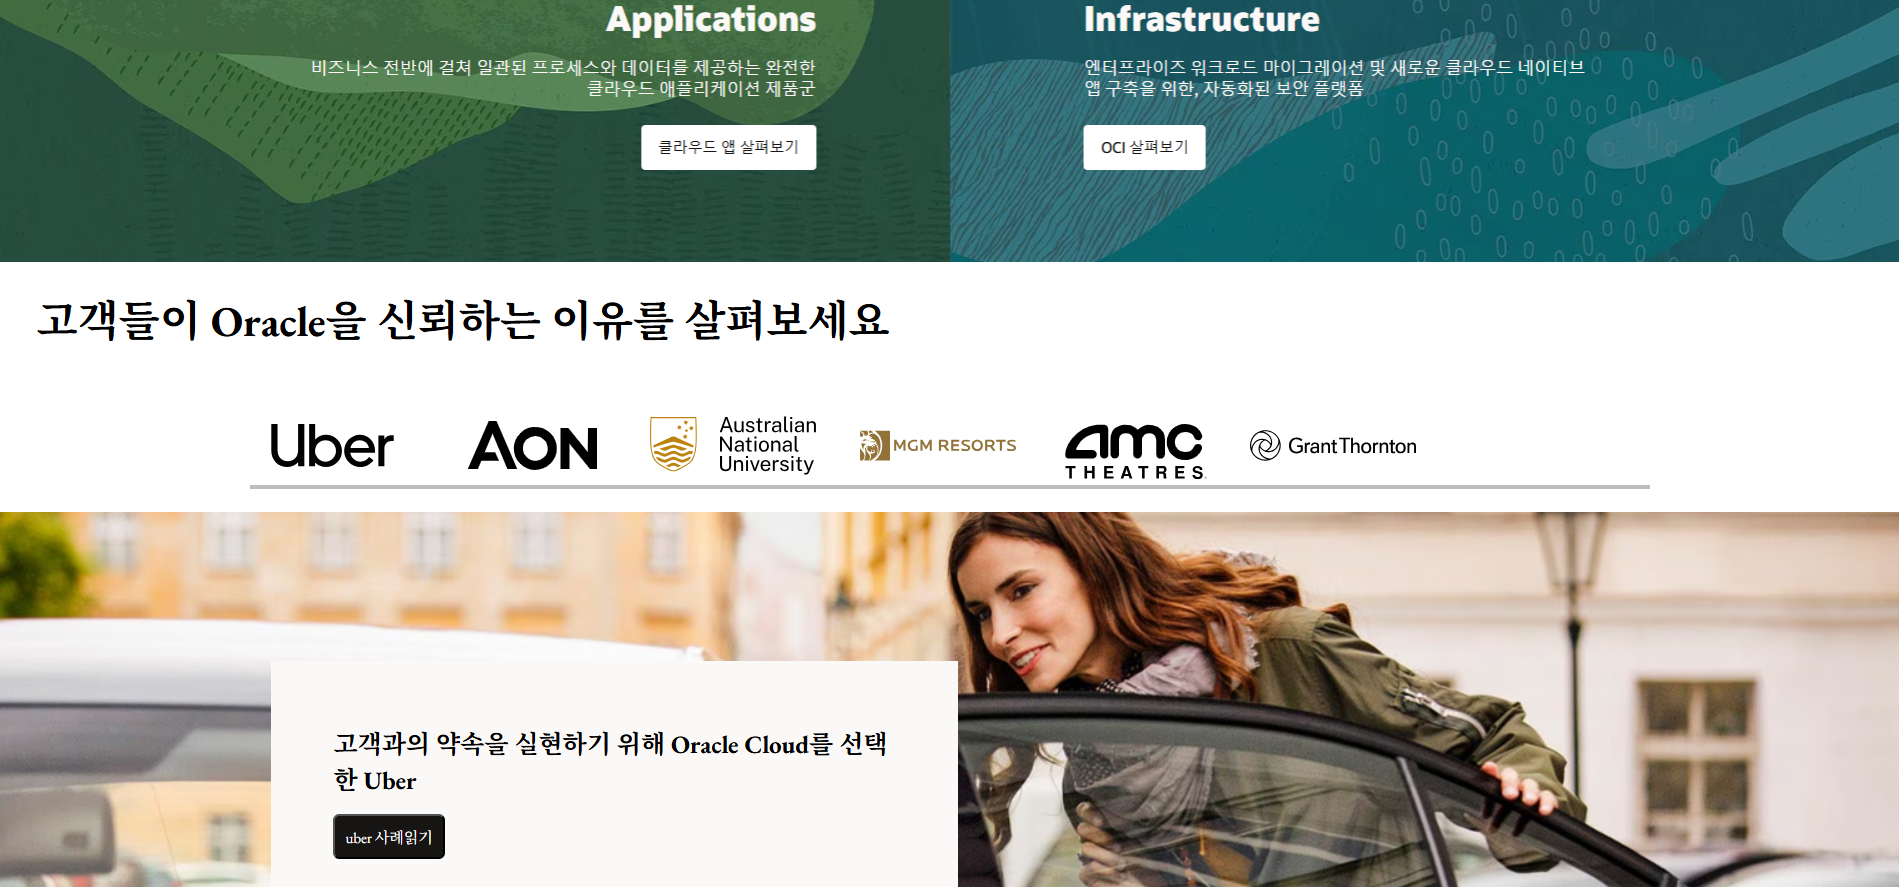 Applications
비즈니스 전반에 걸쳐 일관된 프로세스와 데이터를 제공하는 완전한
클라우드 애플리케이션 제품군
클라우드 앱 살펴보기
Infrastructure
엔터프라이즈 워크로드 마이그레이션 및 새로운 클라우드 네이티브
앱 구축을 위한, 자동화된 보안 플랫폼
OCI 살펴보기
고객들이 Oracle을 신뢰하는 이유를 살펴보세요
Uber
AON
Australian
National
University
MGM RESORTS
amc
THEATRES
Grant Thornton
고객과의 약속을 실현하기 위해 Oracle Cloud를 선택
한 Uber
uber 사례읽기